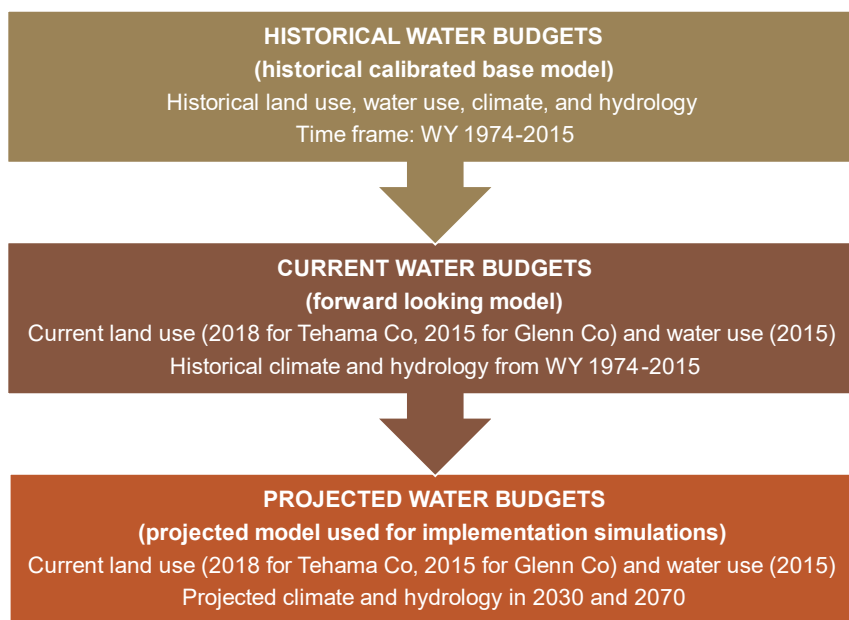 HISTORICAL WATER BUDGETS
(historical calibrated base model)
Historical land use, water use, climate, and hydrology
Time frame: WY 1974-2015
CURRENT WATER BUDGETS
(forward looking model)
Current land use (2018 for Tehama Co, 2015 for Glenn Co) and water use (2015)
Historical climate and hydrology from WY 1974-2015
PROJECTED WATER BUDGETS
(projected model used for implementation simulations)
Current land use (2018 for Tehama Co, 2015 for Glenn Co) and water use (2015)
Projected climate and hydrology in 2030 and 2070